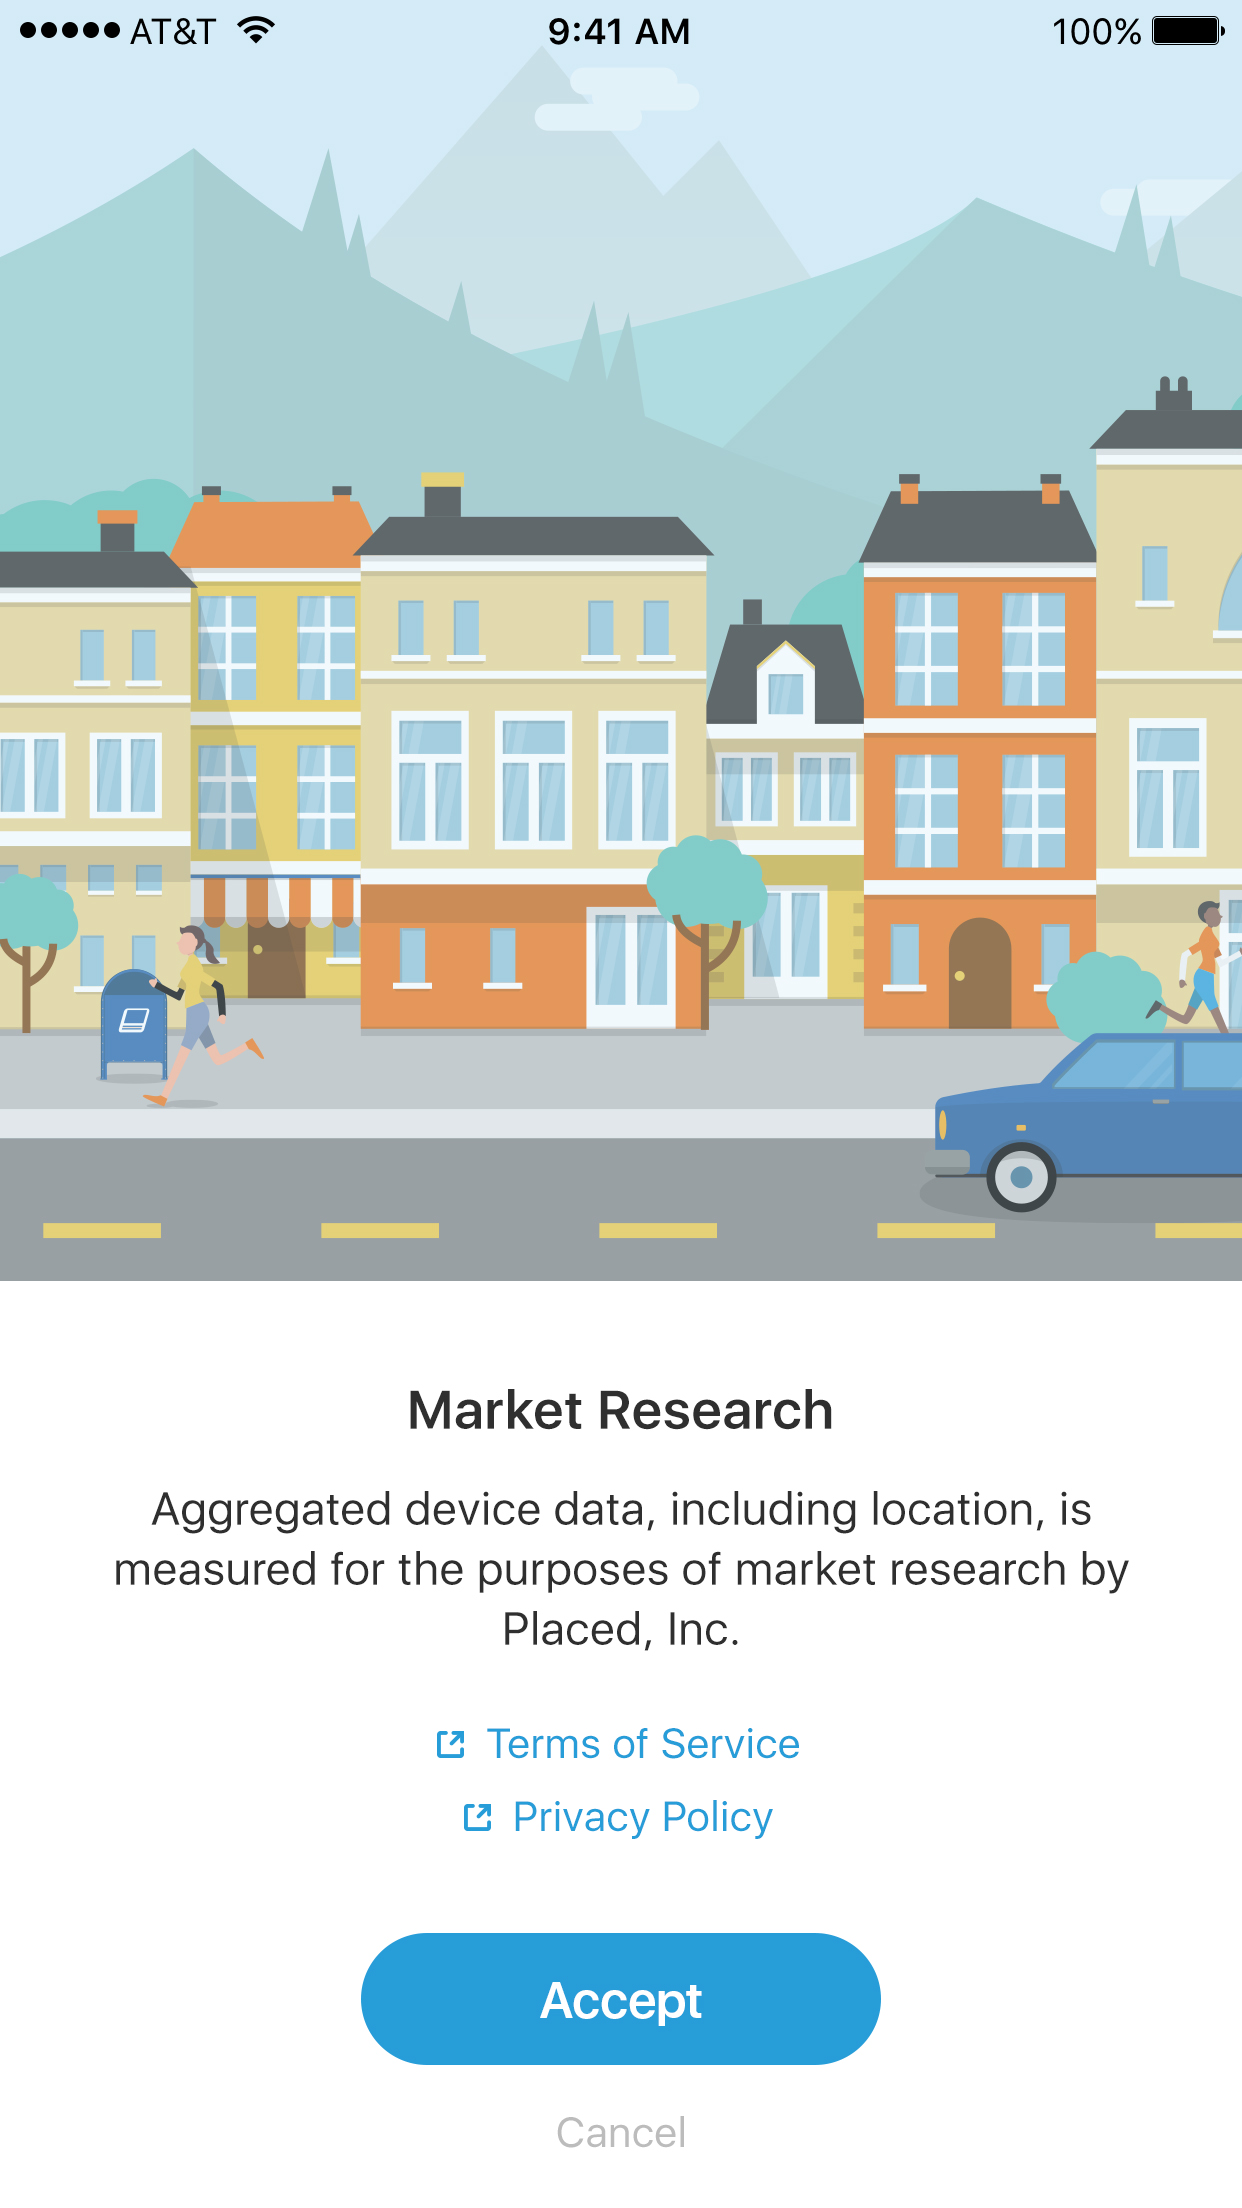 AT&T 9:41 AM 100%
Market Research
Aggregated device data, including location, is
measured for the purposes of market research by
Placed, Inc.
Terms of Service
Privacy Policy
Accept
Cancel